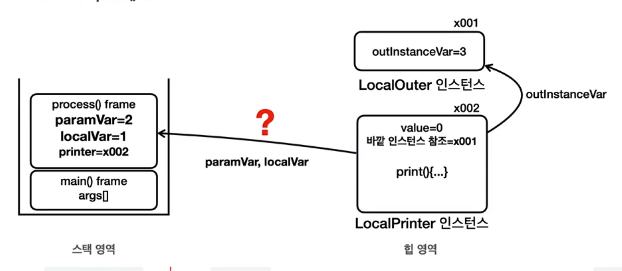 x001
outInstanceVar=3
LocalOuter 인스턴스
x002
outInstanceVar
process() frame
paramVar=2
localVar=1
printer=x002
?
value=0
바깥 인스턴스 참조=x001
paramVar, localVar
print(){...}
main() frame
args[]
LocalPrinter 인스턴스
스택 영역
힙 영역